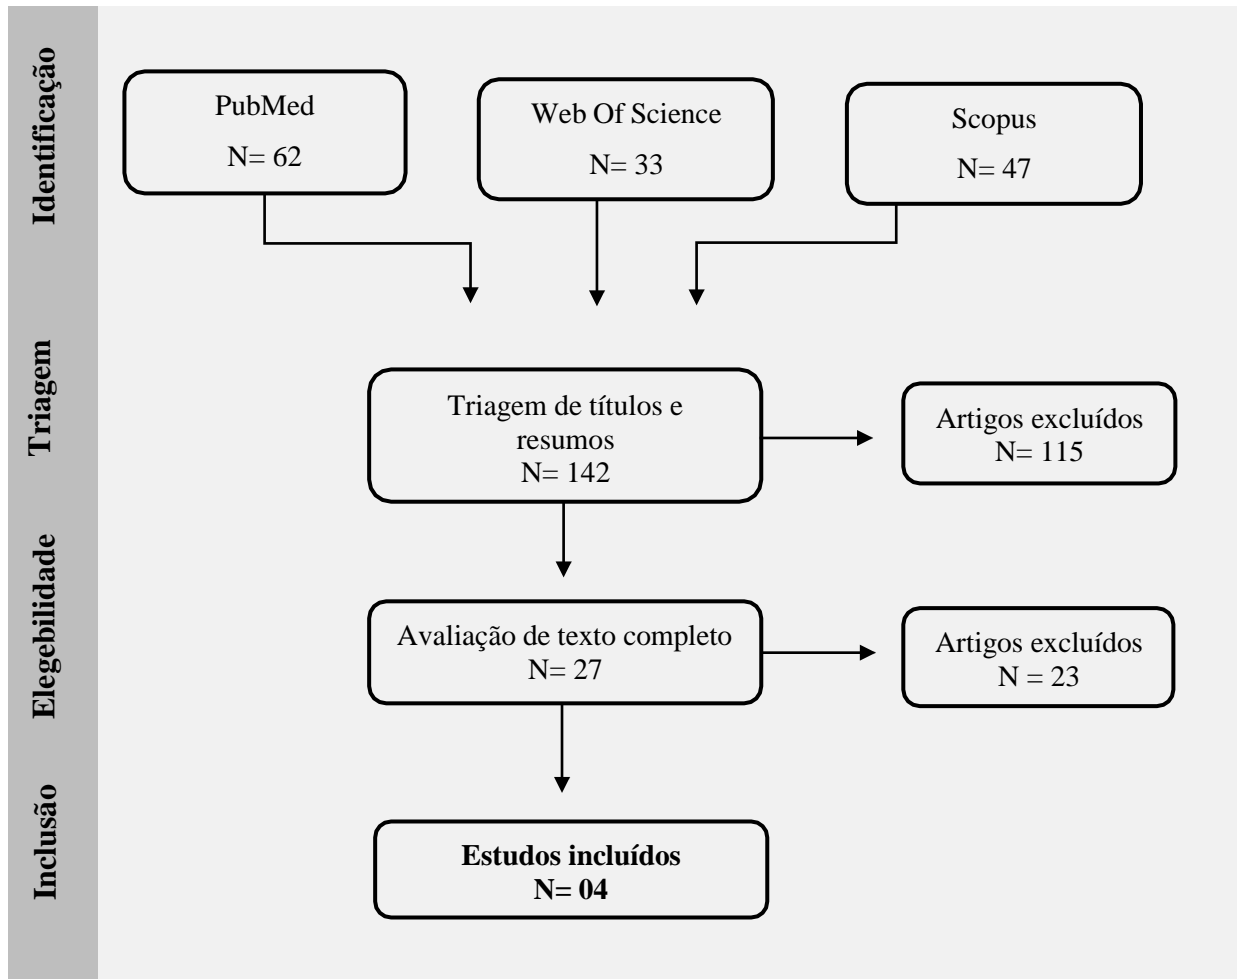 Identificação
PubMed
N= 62
Web Of Science
N= 33
Scopus
N= 47
Triagem
Triagem de títulos e
resumos
N= 142
Artigos excluídos
N= 115
Elegebilidade
Avaliação de texto completo
N= 27
Artigos excluídos
N = 23
Inclusão
Estudos incluídos
N= 04